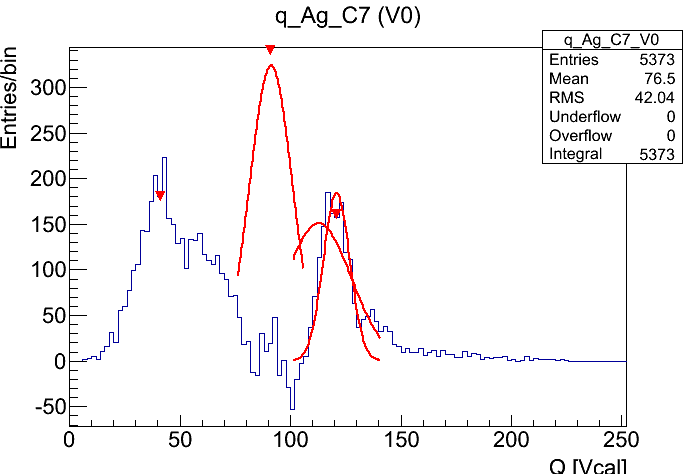 q_Ag_C7 (V0)
q_Ag_C7_V0
Entries 5373
Mean 76.5
RMS 42.04
Underflow 0
Overflow 0
Integral 5373
Entries/bin
300
250
200
150
100
50
0
-50
0 50 100 150 200 250
Q [Vcal]